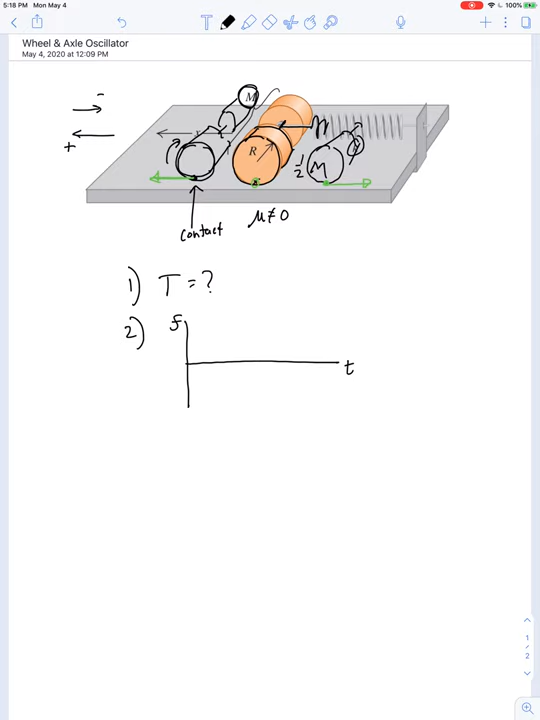 5:18 PM Mon May 4
100%
Wheel & Axle Oscillator
May 4, 2020 at 12:09 PM
-
+
M
R
1/2 M
contact
μ≠0
1) T = ?
2) f
t
1
/
2